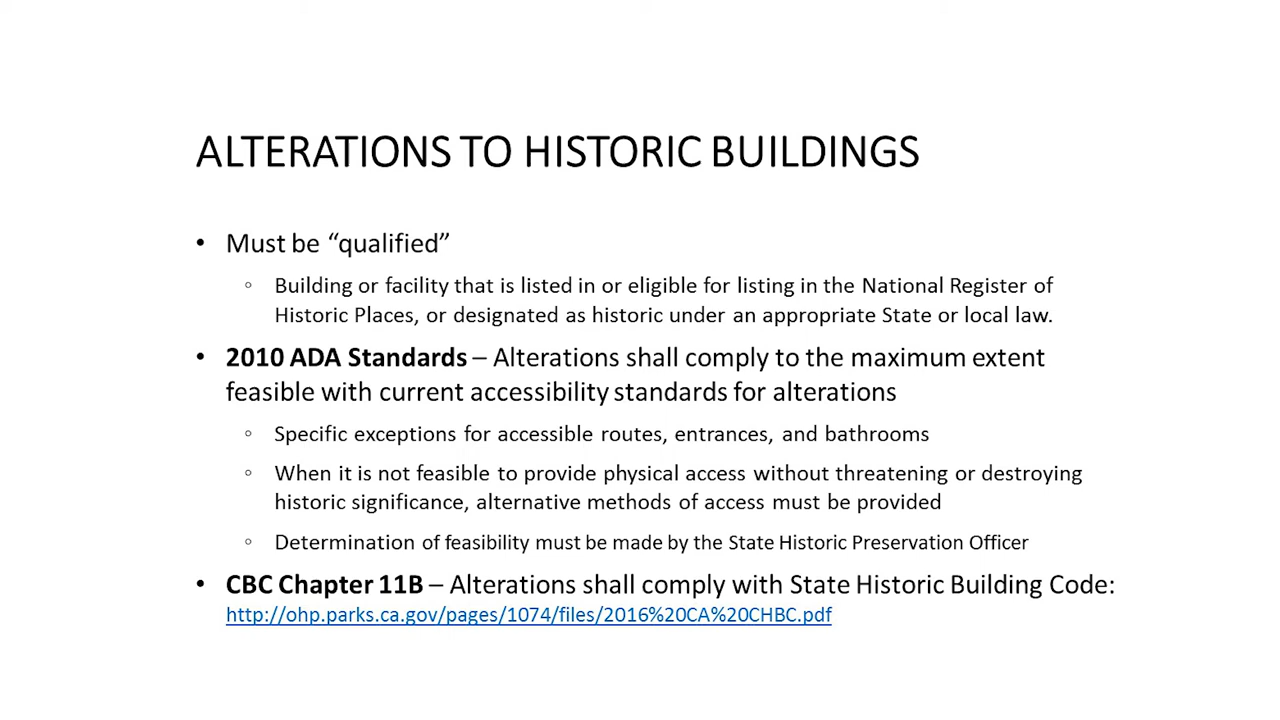 ALTERATIONS TO HISTORIC BUILDINGS
• Must be “qualified”
◦ Building or facility that is listed in or eligible for listing in the National Register of
Historic Places, or designated as historic under an appropriate State or local law.
• 2010 ADA Standards – Alterations shall comply to the maximum extent
feasible with current accessibility standards for alterations
◦ Specific exceptions for accessible routes, entrances, and bathrooms
◦ When it is not feasible to provide physical access without threatening or destroying
historic significance, alternative methods of access must be provided
◦ Determination of feasibility must be made by the State Historic Preservation Officer
• CBC Chapter 11B – Alterations shall comply with State Historic Building Code:
http://ohp.parks.ca.gov/pages/1074/files/2016%20CA%20CHBC.pdf